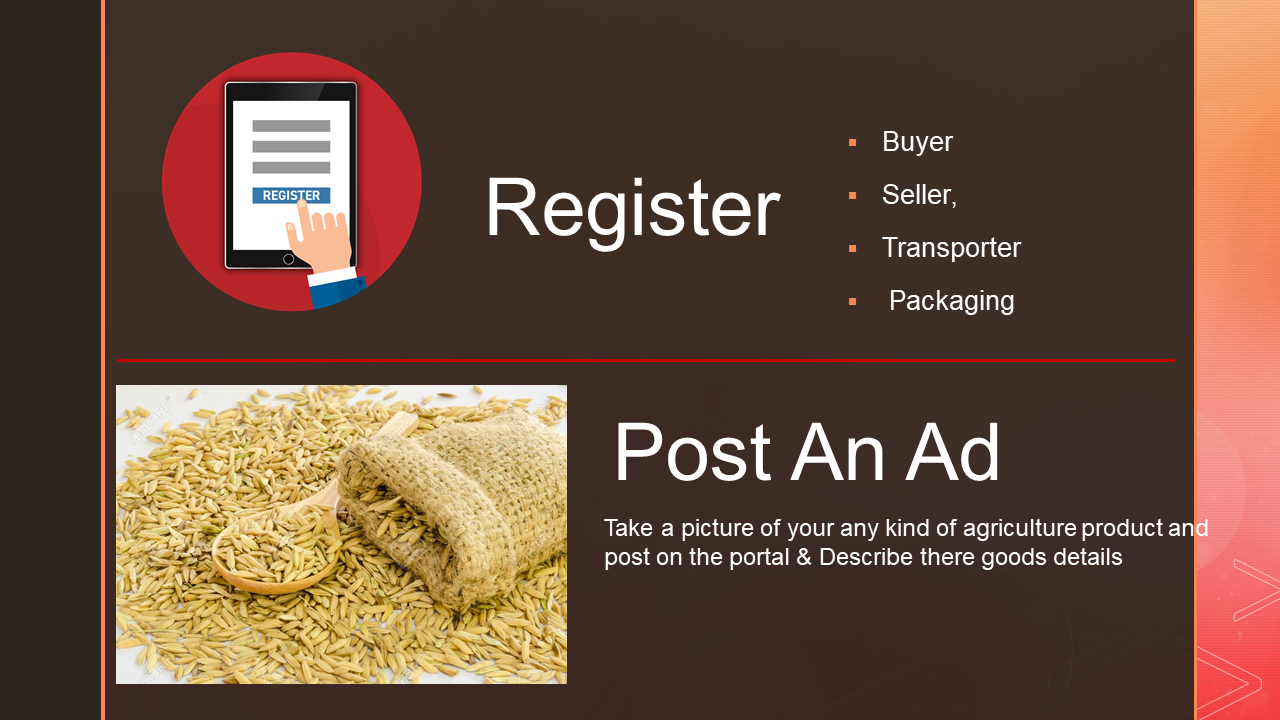 REGISTER
Register
Buyer
Seller,
Transporter
Packaging
Post An Ad
Take a picture of your any kind of agriculture product and
post on the portal & Describe there goods details